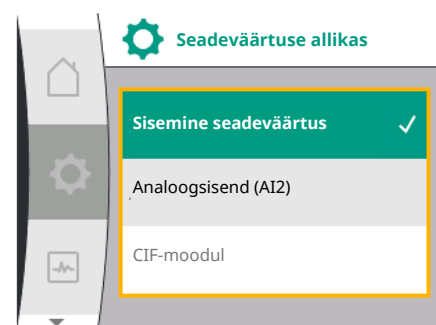 Seadeväärtuse allikas
Sisemine seadeväärtus
Analoogsisend (AI2)
CIF-moodul